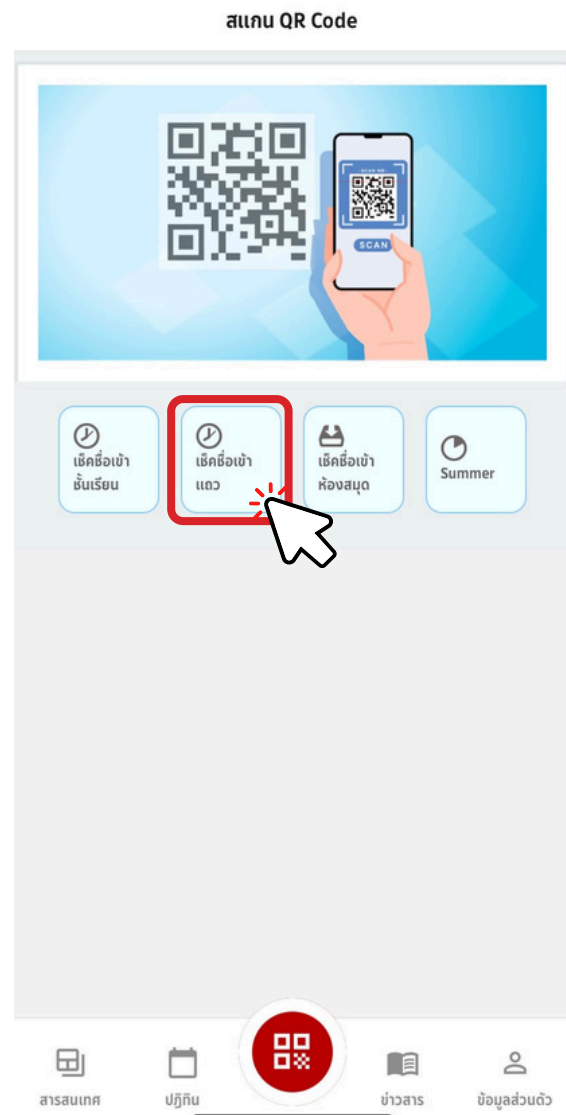 สแกน QR Code
SCAN ME
SCAN
เช็คชื่อเข้า
ชั้นเรียน
เช็คชื่อเข้า
แถว
เช็คชื่อเข้า
ห้องสมุด
Summer
สารสนเทศ
ปฏิทิน
ข่าวสาร
ข้อมูลส่วนตัว